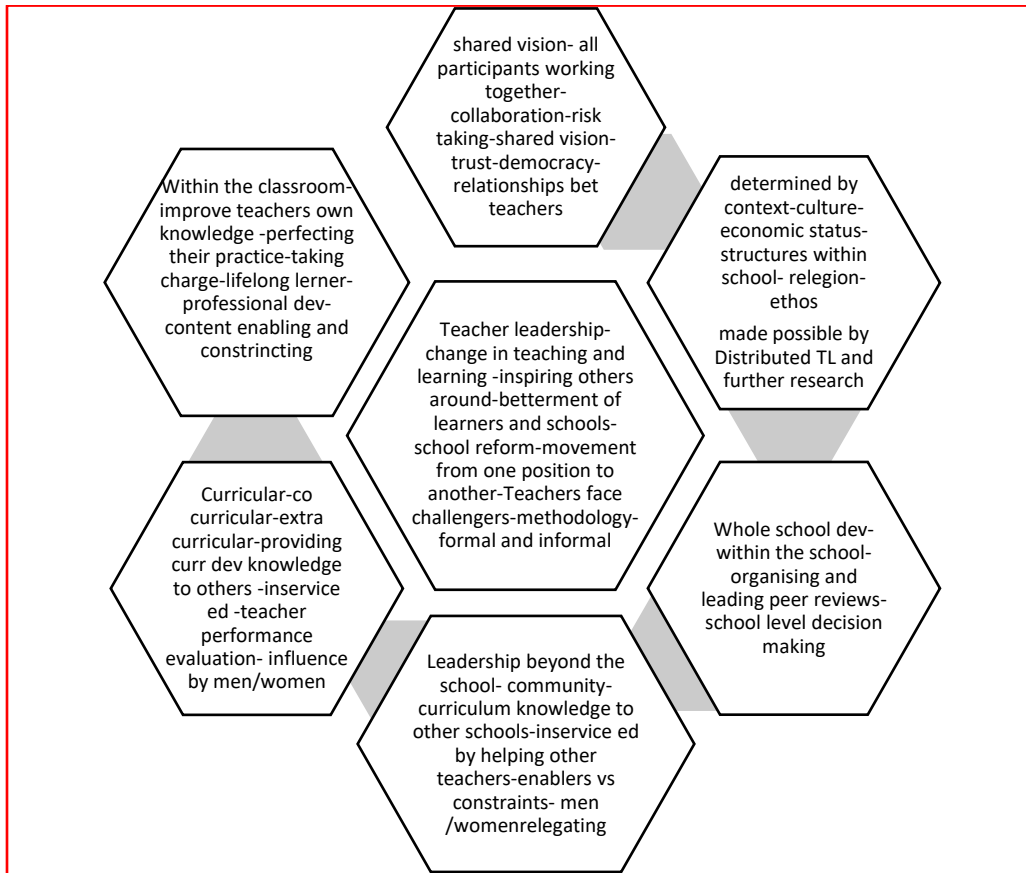 shared vision- all
participants working
together-
collaboration-risk
taking-shared vision-
trust-democracy-
relationships bet
teachers
determined by
context-culture-
economic status-
structures within
school- relegion-
ethos
made possible by
Distributed TL and
further research
Whole school dev-
within the school-
organising and
leading peer reviews-
school level decision
making
Leadership beyond the
school- community-
curriculum knowledge to
other schools-inservice ed
by helping other
teachers-enablers vs
constraints- men
/womenrelegating
Curricular-co
curricular-extra
curricular-providing
curr dev knowledge
to others -inservice
ed -teacher
performance
evaluation- influence
by men/women
Within the classroom-
improve teachers own
knowledge -perfecting
their practice-taking
charge-lifelong lerner-
professional dev-
content enabling and
constrincting
Teacher leadership-
change in teaching and
learning -inspiring others
around-betterment of
learners and schools-
school reform-movement
from one position to
another-Teachers face
challengers-methodology-
formal and informal